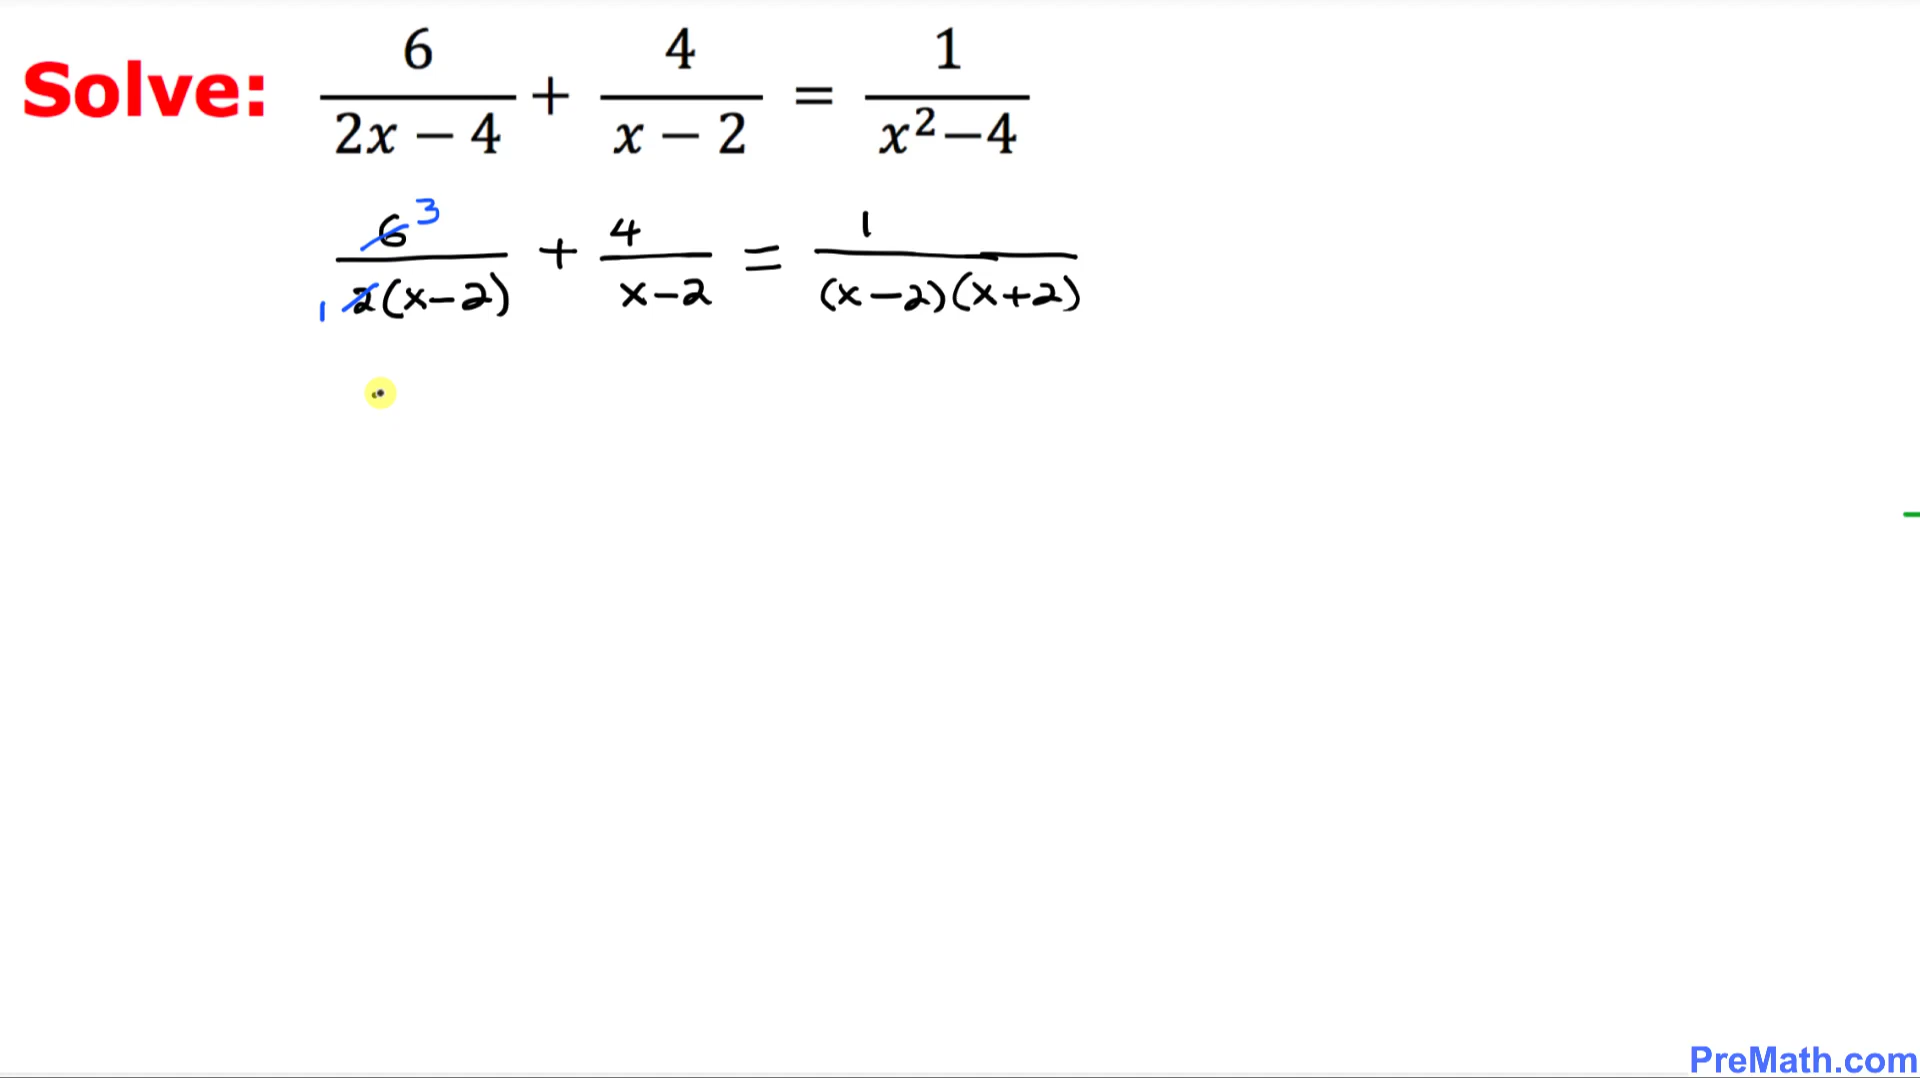 Solve: 6/(2x − 4) + 4/(x − 2) = 1/(x² − 4)
6 3/1 2(x−2) + 4/(x−2) = 1/((x−2)(x+2))
PreMath.com